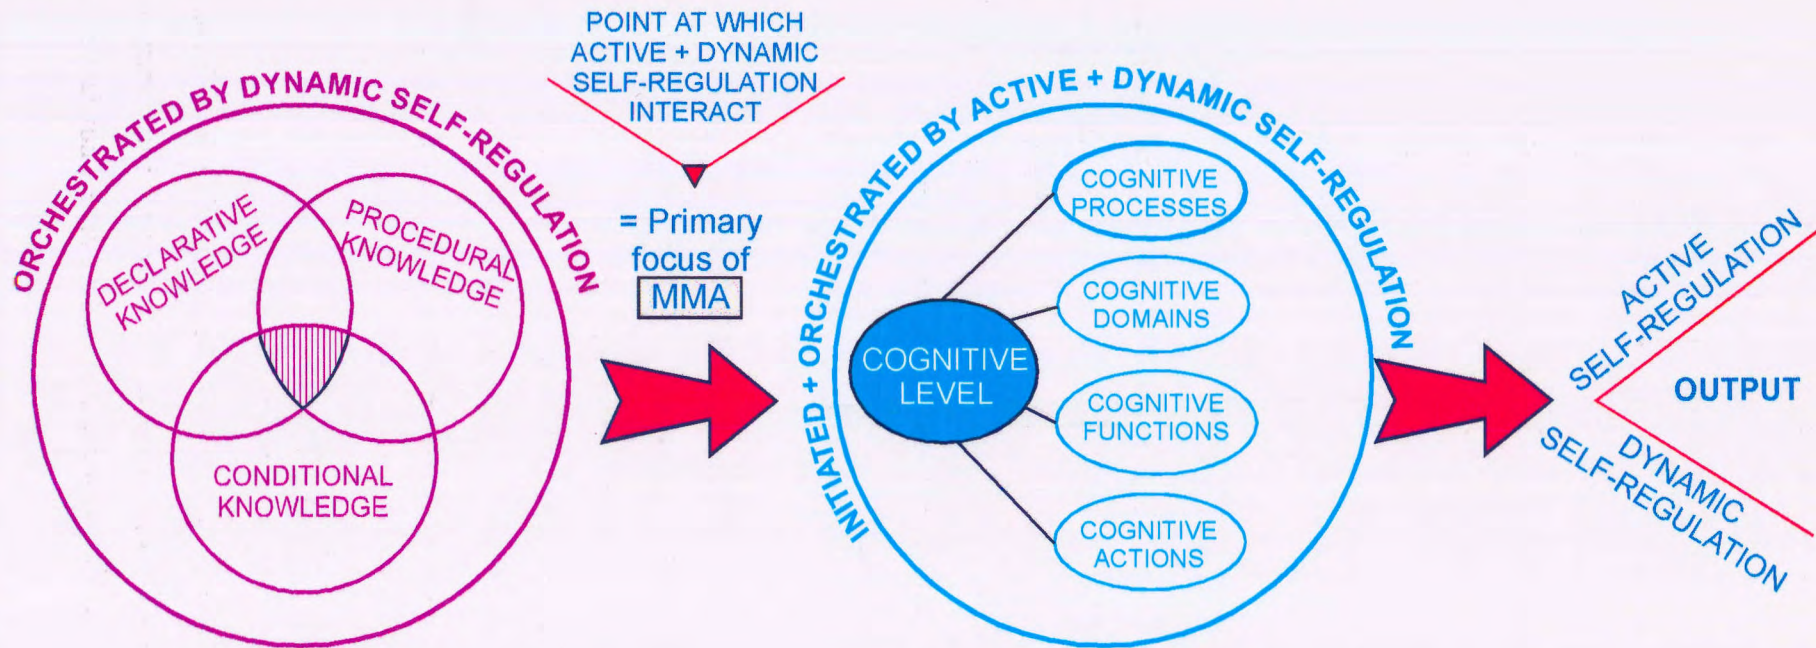 ORCHESTRATED BY DYNAMIC SELF-REGULATION
DECLARATIVE
KNOWLEDGE
PROCEDURAL
KNOWLEDGE
CONDITIONAL
KNOWLEDGE
POINT AT WHICH
ACTIVE + DYNAMIC
SELF-REGULATION
INTERACT
= Primary
focus of
MMA
INITIATED + ORCHESTRATED BY ACTIVE + DYNAMIC SELF-REGULATION
COGNITIVE
LEVEL
COGNITIVE
PROCESSES
COGNITIVE
DOMAINS
COGNITIVE
FUNCTIONS
COGNITIVE
ACTIONS
ACTIVE
SELF-REGULATION
OUTPUT
DYNAMIC
SELF-REGULATION